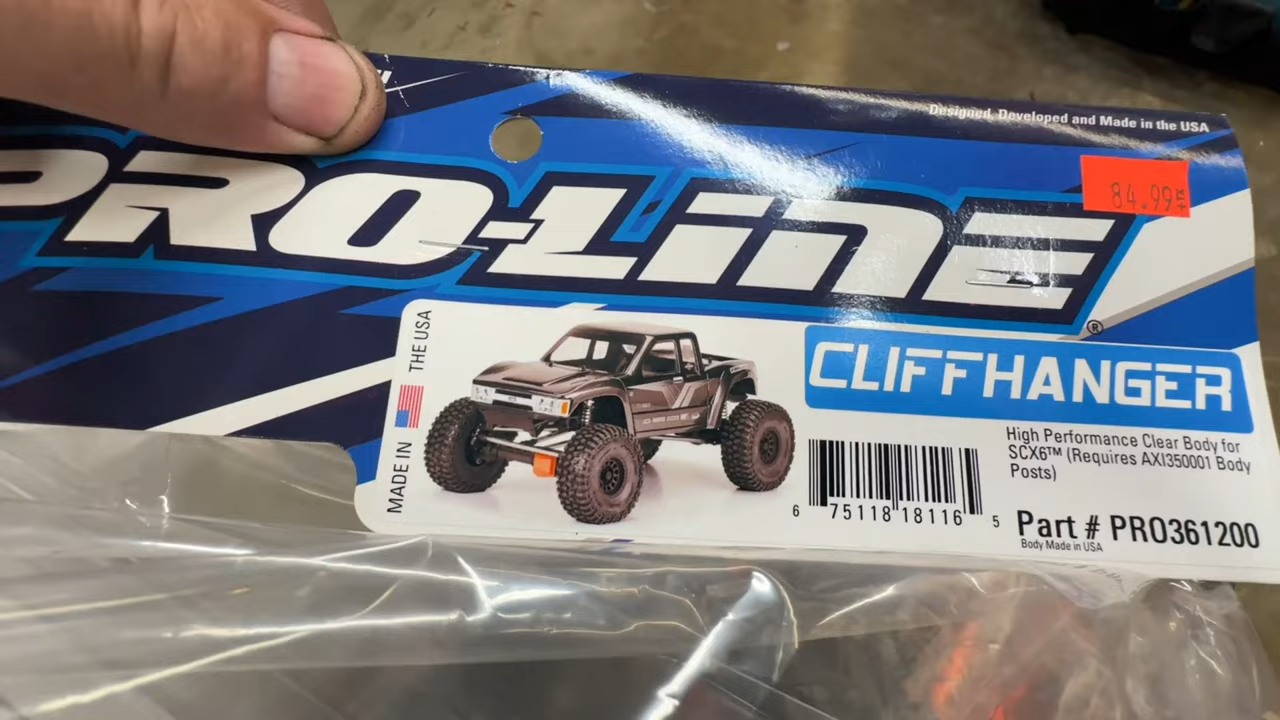 Designed, Developed and Made in the USA
PRO-LINE®
84.99
MADE IN THE USA
CLIFFHANGER
High Performance Clear Body for
SCX6™ (Requires AXI350001 Body
Posts)
6 75118 18116 5
Part # PRO361200
Body Made in USA